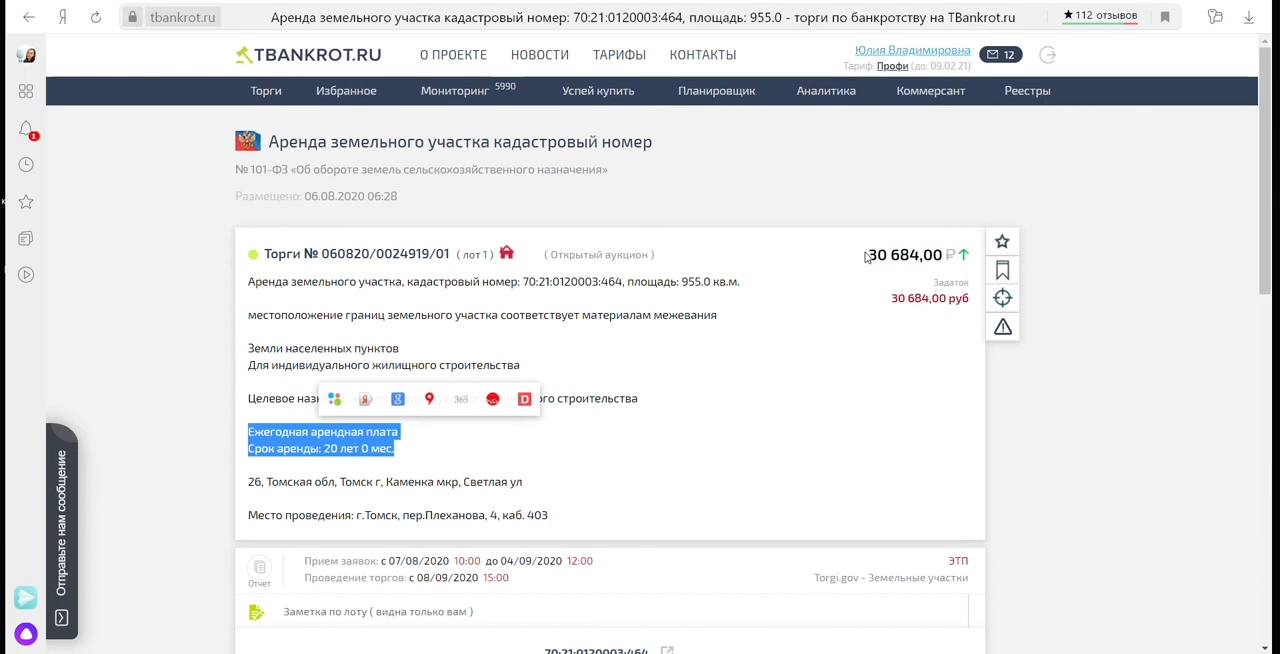 tbankrot.ru
Аренда земельного участка кадастровый номер: 70:21:0120003:464, площадь: 955.0 - торги по банкротству на TBankrot.ru
★112 отзывов
TBANKROT.RU
О ПРОЕКТЕ НОВОСТИ ТАРИФЫ КОНТАКТЫ
Юлия Владимировна
12
Тариф: Профи (до: 09.02.21)
Торги Избранное Мониторинг 5990 Успей купить Планировщик Аналитика Коммерсант Реестры
1
Аренда земельного участка кадастровый номер
№ 101-ФЗ «Об обороте земель сельскохозяйственного назначения»
Размещено: 06.08.2020 06:28
Торги № 060820/0024919/01 ( лот 1 ) ( Открытый аукцион ) 30 684,00 ₽
Аренда земельного участка, кадастровый номер: 70:21:0120003:464, площадь: 955.0 кв.м.
Задаток
30 684,00 руб
местоположение границ земельного участка соответствует материалам межевания
Земли населенных пунктов
Для индивидуального жилищного строительства
Целевое наз ого строительства
365
Ежегодная арендная плата
Срок аренды: 20 лет 0 мес.
26, Томская обл, Томск г, Каменка мкр, Светлая ул
Место проведения: г.Томск, пер.Плеханова, 4, каб. 403
Отправьте нам сообщение
Отчет
Прием заявок: с 07/08/2020 10:00 до 04/09/2020 12:00 ЭТП
Проведение торгов: с 08/09/2020 15:00 Torgi.gov - Земельные участки
Заметка по лоту ( видна только вам )
70:21:0120003:464